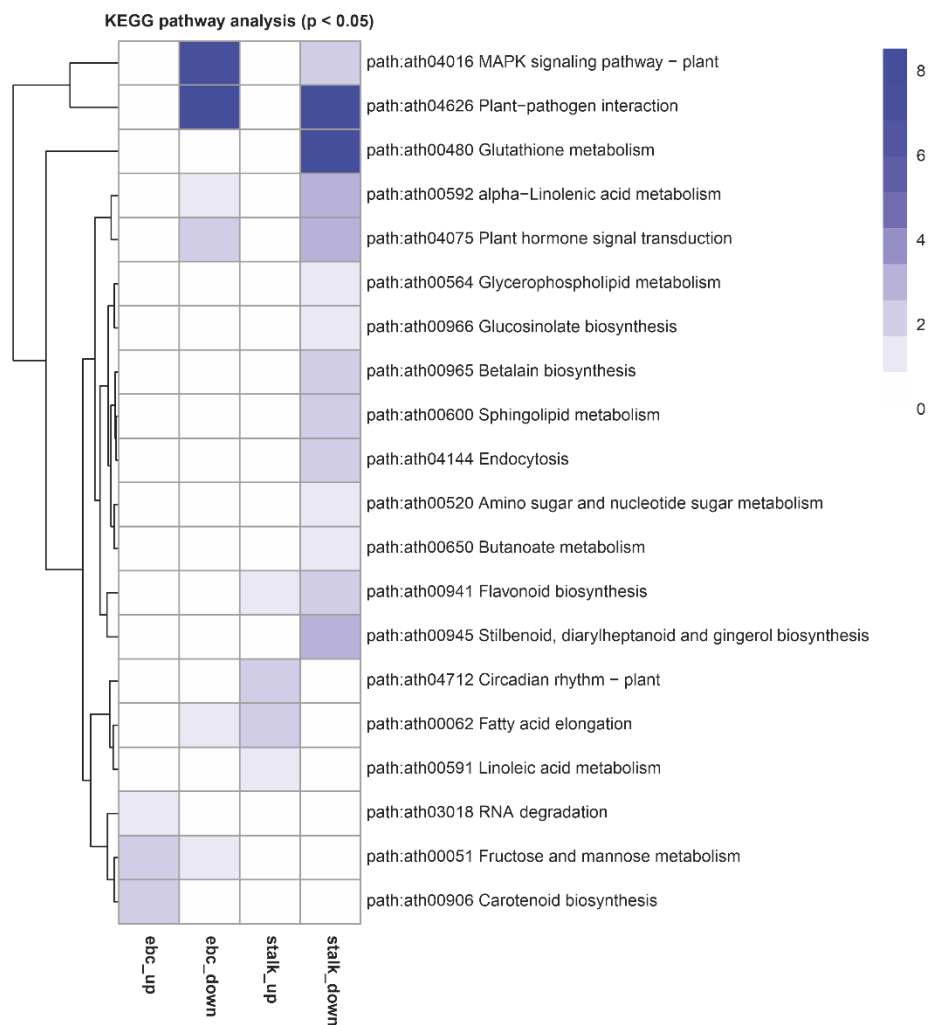 KEGG pathway analysis (p < 0.05)
path:ath04016 MAPK signaling pathway − plant
path:ath04626 Plant−pathogen interaction
path:ath00480 Glutathione metabolism
path:ath00592 alpha−Linolenic acid metabolism
path:ath04075 Plant hormone signal transduction
path:ath00564 Glycerophospholipid metabolism
path:ath00966 Glucosinolate biosynthesis
path:ath00965 Betalain biosynthesis
path:ath00600 Sphingolipid metabolism
path:ath04144 Endocytosis
path:ath00520 Amino sugar and nucleotide sugar metabolism
path:ath00650 Butanoate metabolism
path:ath00941 Flavonoid biosynthesis
path:ath00945 Stilbenoid, diarylheptanoid and gingerol biosynthesis
path:ath04712 Circadian rhythm − plant
path:ath00062 Fatty acid elongation
path:ath00591 Linoleic acid metabolism
path:ath03018 RNA degradation
path:ath00051 Fructose and mannose metabolism
path:ath00906 Carotenoid biosynthesis
ebc_up
ebc_down
stalk_up
stalk_down
8
6
4
2
0